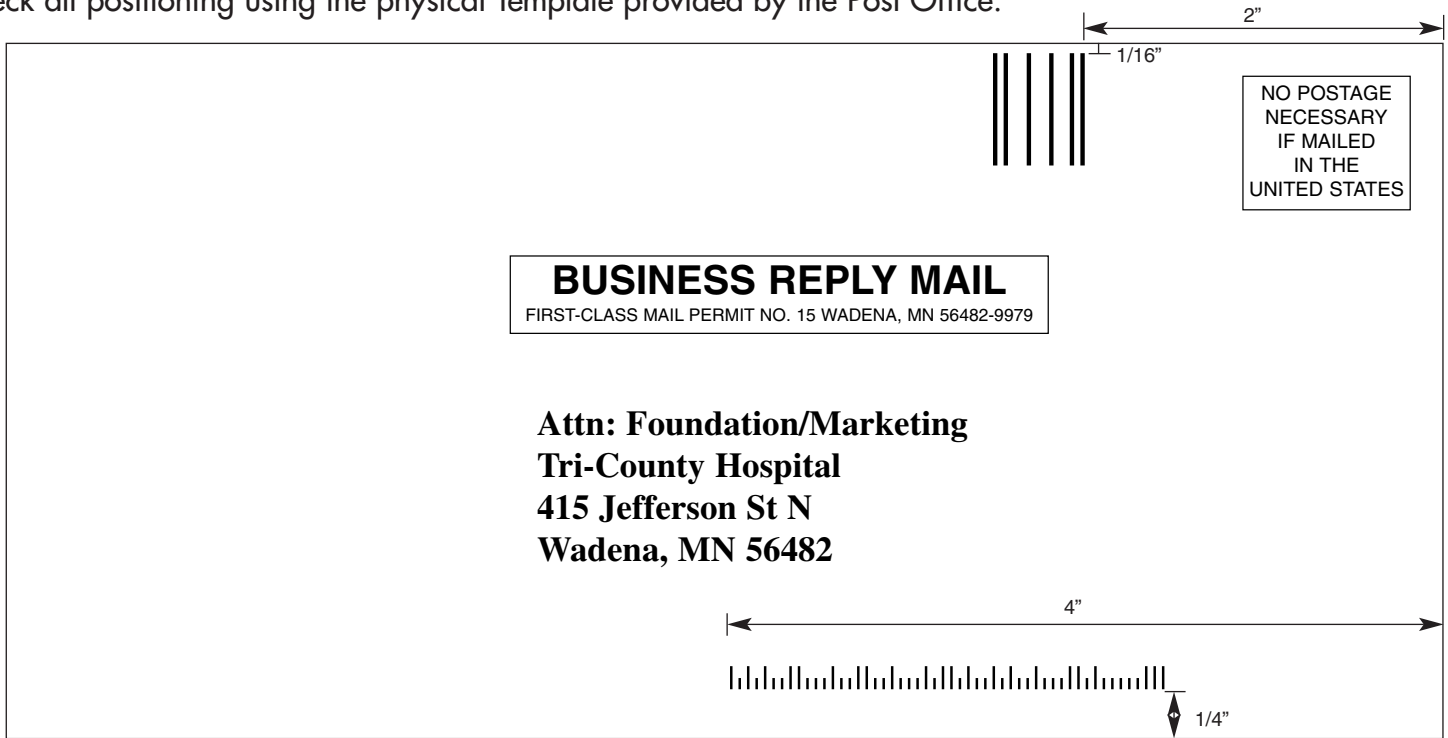 all positioning using the physical Template provided by the Post Office.
2”
1/16”
NO POSTAGE
NECESSARY
IF MAILED
IN THE
UNITED STATES
BUSINESS REPLY MAIL
FIRST-CLASS MAIL PERMIT NO. 15 WADENA, MN 56482-9979
Attn: Foundation/Marketing
Tri-County Hospital
415 Jefferson St N
Wadena, MN 56482
4”
1/4”